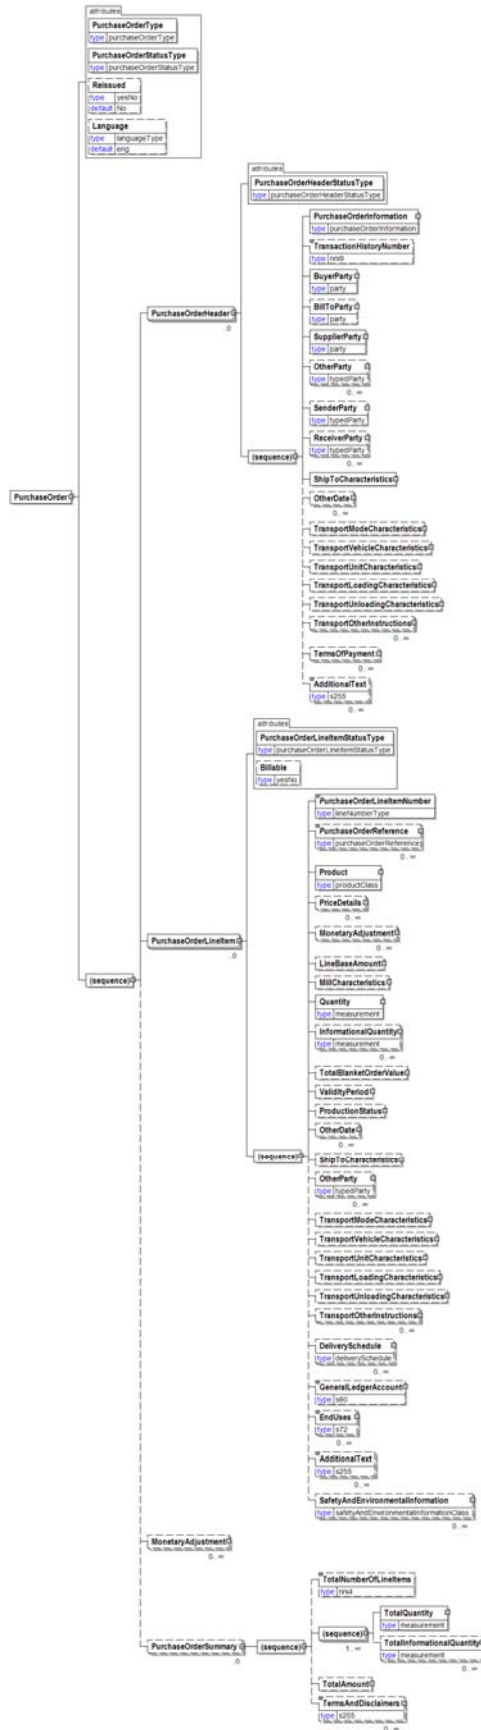 attributes
PurchaseOrderType
type purchaseOrderType
PurchaseOrderStatusType
type purchaseOrderStatusType
Reissued
type yesNo
default No
Language
type languageType
default eng
PurchaseOrder
(sequence)
PurchaseOrderHeader
..0
attributes
PurchaseOrderHeaderStatusType
type purchaseOrderHeaderStatusType
(sequence)
PurchaseOrderInformation
type purchaseOrderInformation
TransactionHistoryNumber
type nni9
BuyerParty
type party
BillToParty
type party
SupplierParty
type party
OtherParty
type typedParty
0.. ∞
SenderParty
type typedParty
ReceiverParty
type typedParty
0.. ∞
ShipToCharacteristics
OtherDate
0.. ∞
TransportModeCharacteristics
TransportVehicleCharacteristics
TransportUnitCharacteristics
TransportLoadingCharacteristics
TransportUnloadingCharacteristics
TransportOtherInstructions
0.. ∞
TermsOfPayment
0.. ∞
AdditionalText
type s255
0.. ∞
PurchaseOrderLineItem
..0
attributes
PurchaseOrderLineItemStatusType
type purchaseOrderLineItemStatusType
Billable
type yesNo
(sequence)
PurchaseOrderLineItemNumber
type lineNumberType
PurchaseOrderReference
type purchaseOrderReference
0.. ∞
Product
type productClass
PriceDetails
0.. ∞
MonetaryAdjustment
0.. ∞
LineBaseAmount
MillCharacteristics
Quantity
type measurement
InformationalQuantity
type measurement
0.. ∞
TotalBlanketOrderValue
ValidityPeriod
ProductionStatus
OtherDate
0.. ∞
ShipToCharacteristics
OtherParty
type typedParty
0.. ∞
TransportModeCharacteristics
TransportVehicleCharacteristics
TransportUnitCharacteristics
TransportLoadingCharacteristics
TransportUnloadingCharacteristics
TransportOtherInstructions
0.. ∞
DeliverySchedule
type deliverySchedule
0.. ∞
GeneralLedgerAccount
type s60
EndUses
type s72
0.. ∞
AdditionalText
type s255
0.. ∞
SafetyAndEnvironmentalInformation
type safetyAndEnvironmentalInformationClass
0.. ∞
MonetaryAdjustment
0.. ∞
PurchaseOrderSummary
..0
(sequence)
TotalNumberOfLineItems
type nni4
(sequence)
1.. ∞
TotalQuantity
type measurement
TotalInformationalQuantity
type measurement
0.. ∞
TotalAmount
TermsAndDisclaimers
type s255
0.. ∞